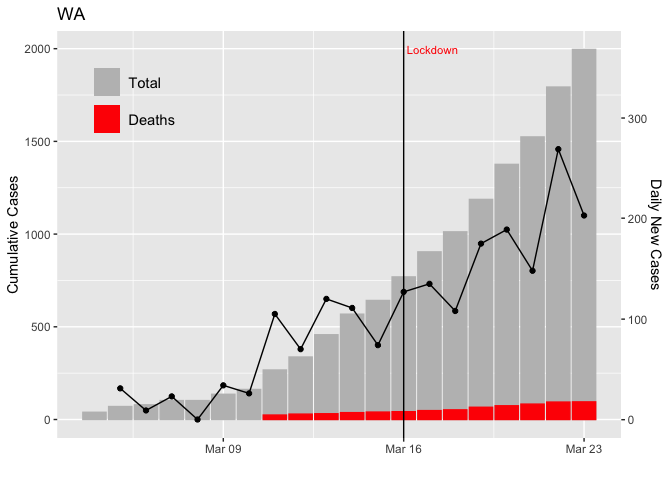 WA
Lockdown
Total
Deaths
Cumulative Cases
Daily New Cases
2000
1500
1000
500
0
300
200
100
0
Mar 09
Mar 16
Mar 23